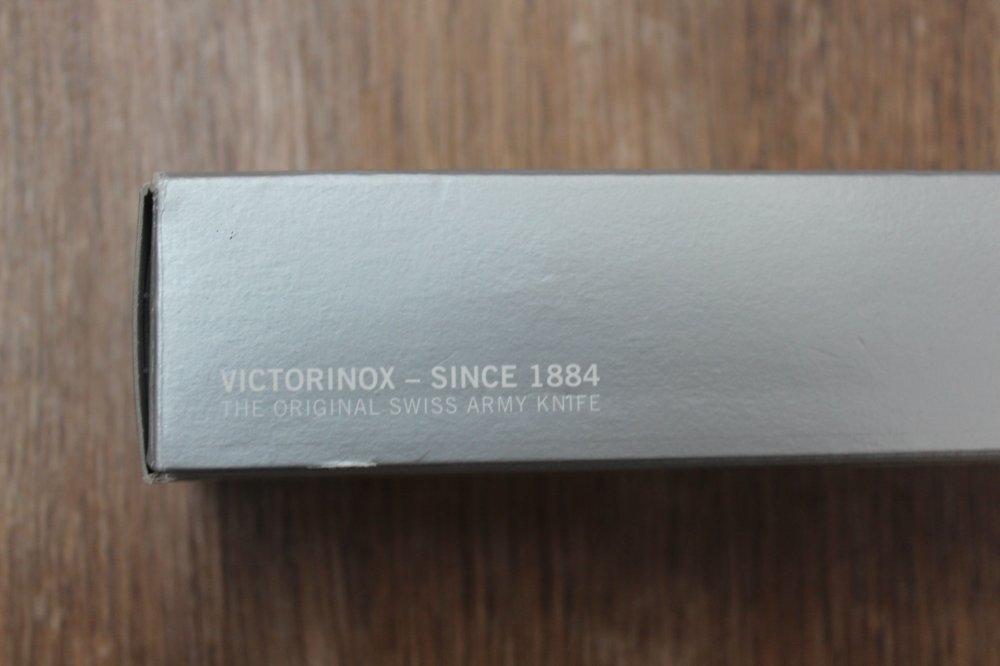 VICTORINOX – SINCE 1884
THE ORIGINAL SWISS ARMY KNIFE